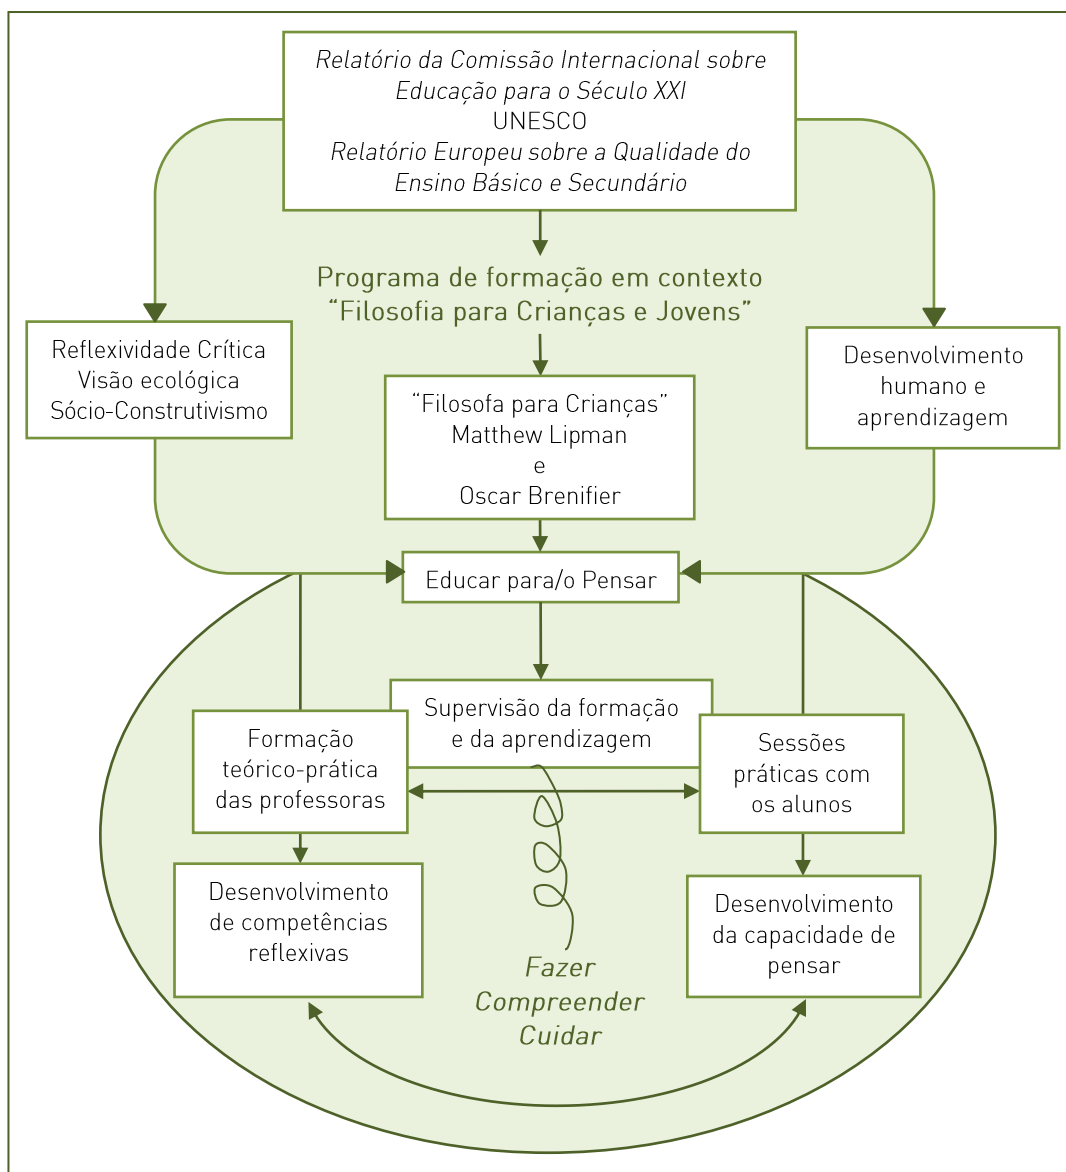 Relatório da Comissão Internacional sobre
Educação para o Século XXI
UNESCO
Relatório Europeu sobre a Qualidade do
Ensino Básico e Secundário
Programa de formação em contexto
“Filosofia para Crianças e Jovens”
Reflexividade Crítica
Visão ecológica
Sócio-Construtivismo
“Filosofa para Crianças”
Matthew Lipman
e
Oscar Brenifier
Desenvolvimento
humano e
aprendizagem
Educar para/o Pensar
Supervisão da formação
e da aprendizagem
Formação
teórico-prática
das professoras
Sessões
práticas com
os alunos
Desenvolvimento
de competências
reflexivas
Desenvolvimento
da capacidade de
pensar
Fazer
Compreender
Cuidar